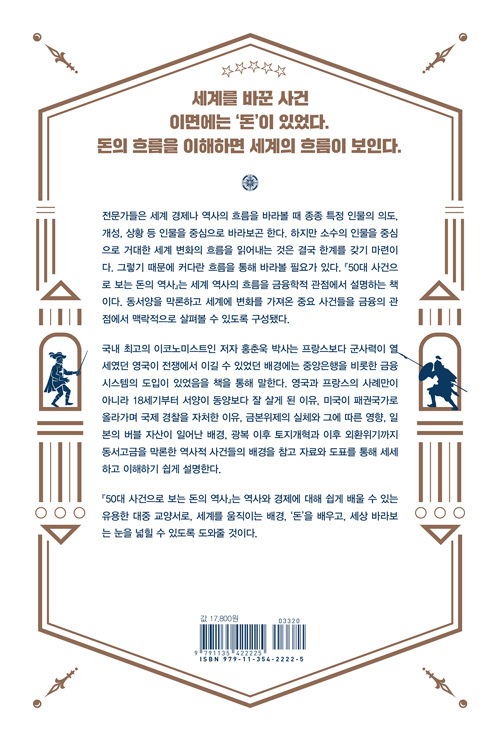 세계를 바꾼 사건
이면에는 ‘돈’이 있었다.
돈의 흐름을 이해하면 세계의 흐름이 보인다.
전문가들은 세계 경제나 역사의 흐름을 바라볼 때 종종 특정 인물의 의도,
개성, 상황 등 인물을 중심으로 바라보곤 한다. 하지만 소수의 인물을 중심
으로 거대한 세계 변화의 흐름을 읽어내는 것은 결국 한계를 갖기 마련이
다. 그렇기 때문에 커다란 흐름을 통해 바라볼 필요가 있다. 『50대 사건으
로 보는 돈의 역사』는 세계 역사의 흐름을 금융학적 관점에서 설명하는 책
이다. 동서양을 막론하고 세계에 변화를 가져온 중요 사건들을 금융의 관
점에서 맥락적으로 살펴볼 수 있도록 구성됐다.
국내 최고의 이코노미스트인 저자 홍춘욱 박사는 프랑스보다 군사력이 열
세였던 영국이 전쟁에서 이길 수 있었던 배경에는 중앙은행을 비롯한 금융
시스템의 도입이 있었음을 책을 통해 말한다. 영국과 프랑스의 사례만이
아니라 18세기부터 서양이 동양보다 잘 살게 된 이유, 미국이 패권국가로
올라가며 국제 경찰을 자처한 이유, 금본위제의 실체와 그에 따른 영향, 일
본의 버블 자산이 일어난 배경, 광복 이후 토지개혁과 이후 외환위기까지
동서고금을 막론한 역사적 사건들의 배경을 참고 자료와 도표를 통해 세세
하고 이해하기 쉽게 설명한다.
『50대 사건으로 보는 돈의 역사』는 역사와 경제에 대해 쉽게 배울 수 있는
유용한 대중 교양서로, 세계를 움직이는 배경, ‘돈’을 배우고, 세상 바라보
는 눈을 넓힐 수 있도록 도와줄 것이다.
값 17,800원
03320
9 791135 422225
ISBN 979-11-354-2222-5